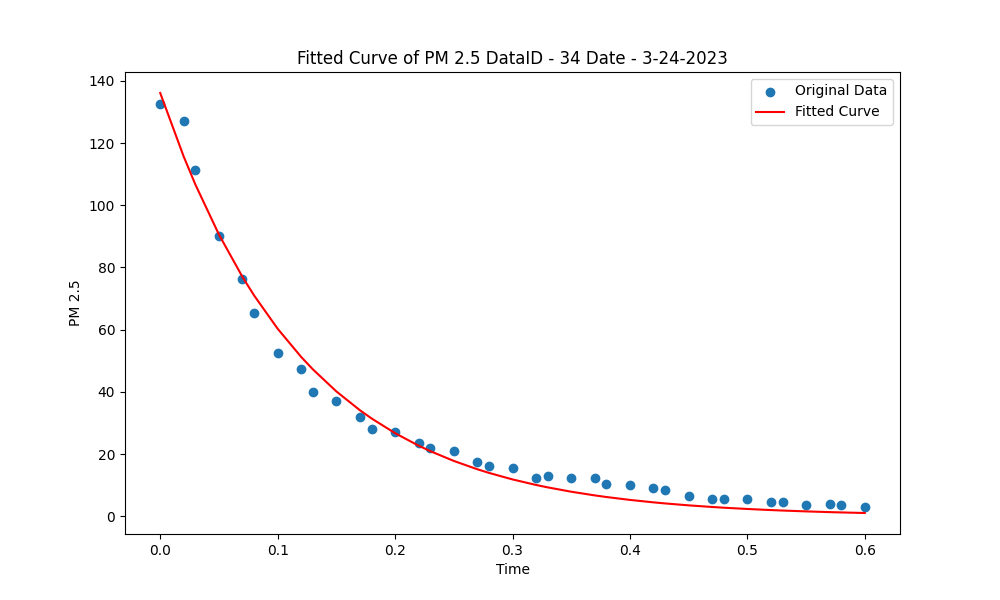 Fitted Curve of PM 2.5 DataID - 34 Date - 3-24-2023
Original Data
Fitted Curve
140
120
100
80
60
40
20
0
PM 2.5
0.0 0.1 0.2 0.3 0.4 0.5 0.6
Time